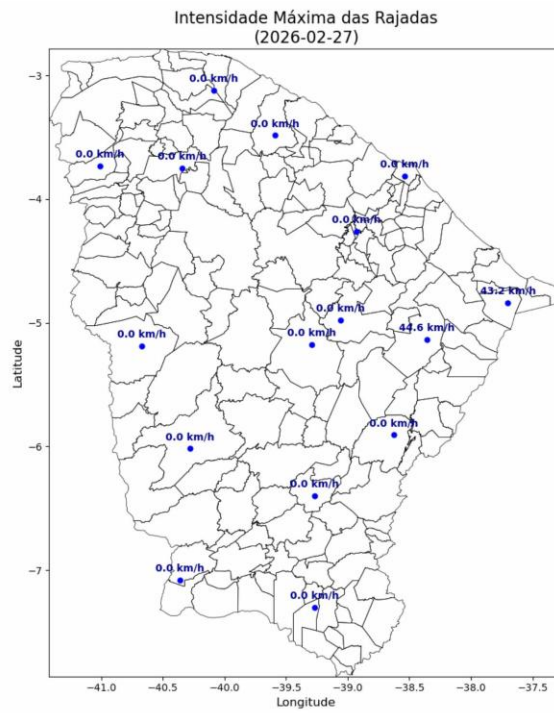 Intensidade Máxima das Rajadas
(2026-02-27)
−3
0.0 km/h
0.0 km/h
0.0 km/h
0.0 km/h
0.0 km/h
−4
0.0 km/h
43.2 km/h
0.0 km/h
−5
0.0 km/h
0.0 km/h
44.6 km/h
Latitude
0.0 km/h
−6
0.0 km/h
0.0 km/h
−7
0.0 km/h
0.0 km/h
−41.0
−40.5
−40.0
−39.5
−39.0
−38.5
−38.0
−37.5
Longitude